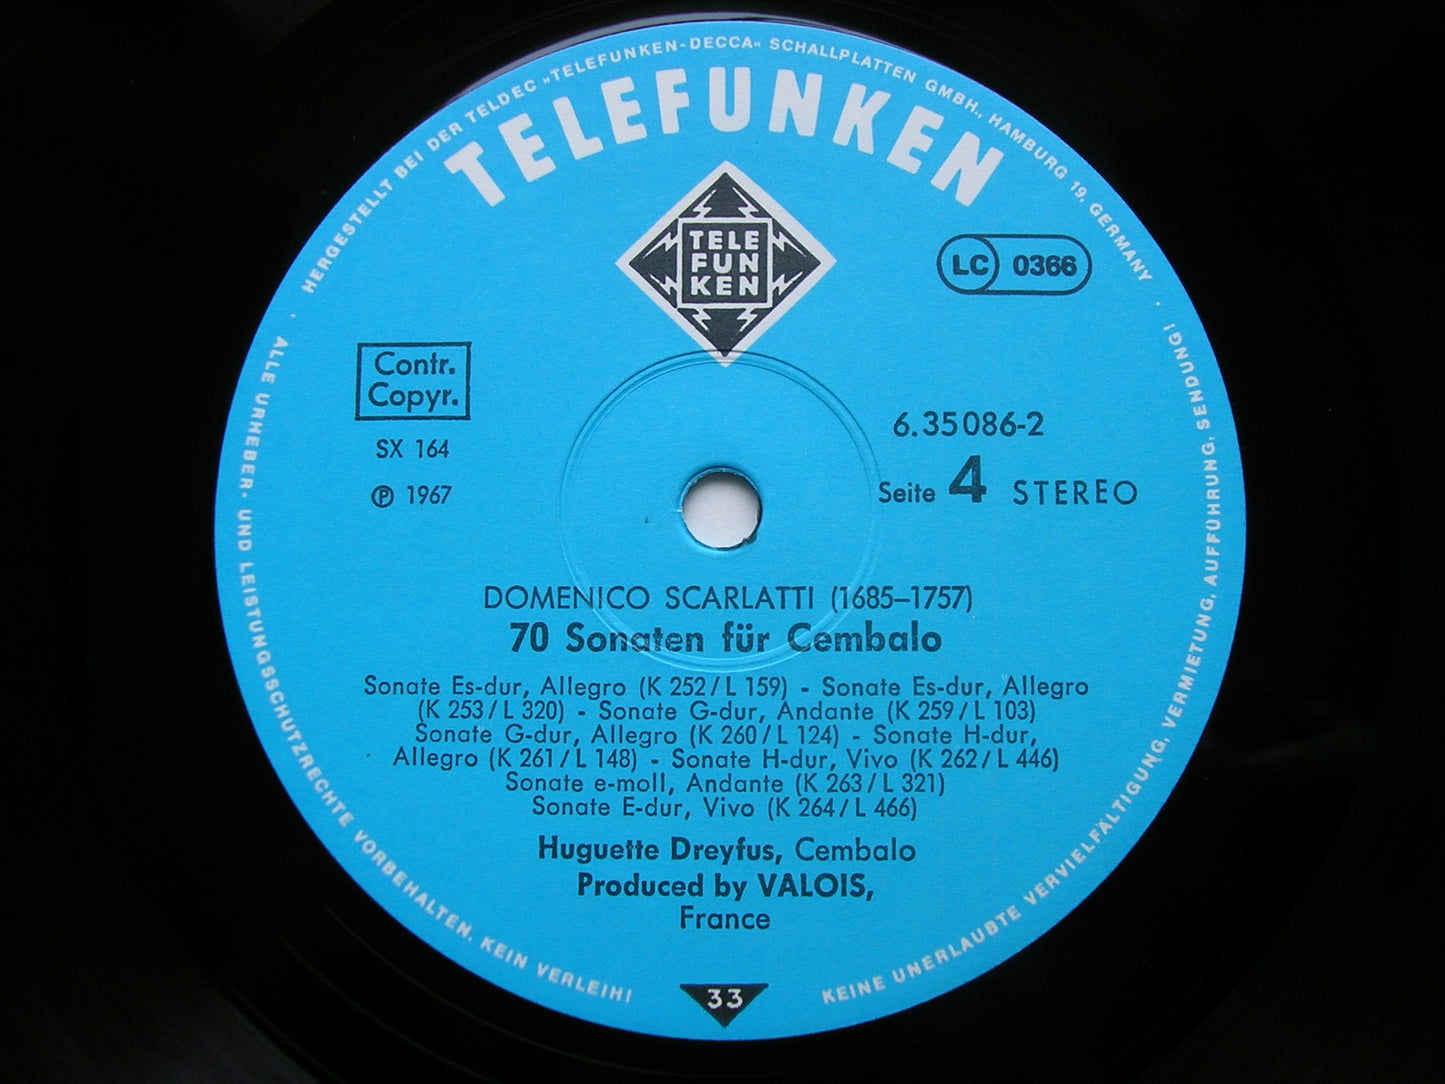 HERGESTELLT BEI DER TELDEC »TELEFUNKEN-DECCA« SCHALLPLATTEN GMBH., HAMBURG 19, GERMANY ·
TELEFUNKEN
TELE
FUN
KEN
LC 0366
Contr.
Copyr.
SX 164
℗ 1967
6.35086-2
Seite 4 STEREO
DOMENICO SCARLATTI (1685–1757)
70 Sonaten für Cembalo
Sonate Es-dur, Allegro (K 252/L 159) - Sonate Es-dur, Allegro
(K 253/L 320) - Sonate G-dur, Andante (K 259/L 103)
Sonate G-dur, Allegro (K 260/L 124) - Sonate H-dur,
Allegro (K 261/L 148) - Sonate H-dur, Vivo (K 262/L 446)
Sonate e-moll, Andante (K 263/L 321)
Sonate E-dur, Vivo (K 264/L 466)
Huguette Dreyfus, Cembalo
Produced by VALOIS,
France
33
ALLE URHEBER- UND LEISTUNGSSCHUTZRECHTE VORBEHALTEN. KEIN VERLEIH!
KEINE UNERLAUBTE VERVIELFÄLTIGUNG, VERMIETUNG, AUFFÜHRUNG, SENDUNG!